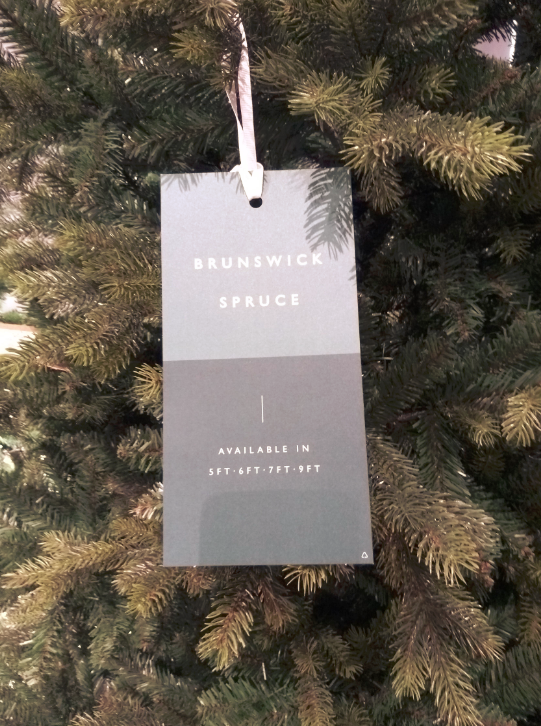 BRUNSWICK
SPRUCE
AVAILABLE IN
5FT·6FT·7FT·9FT